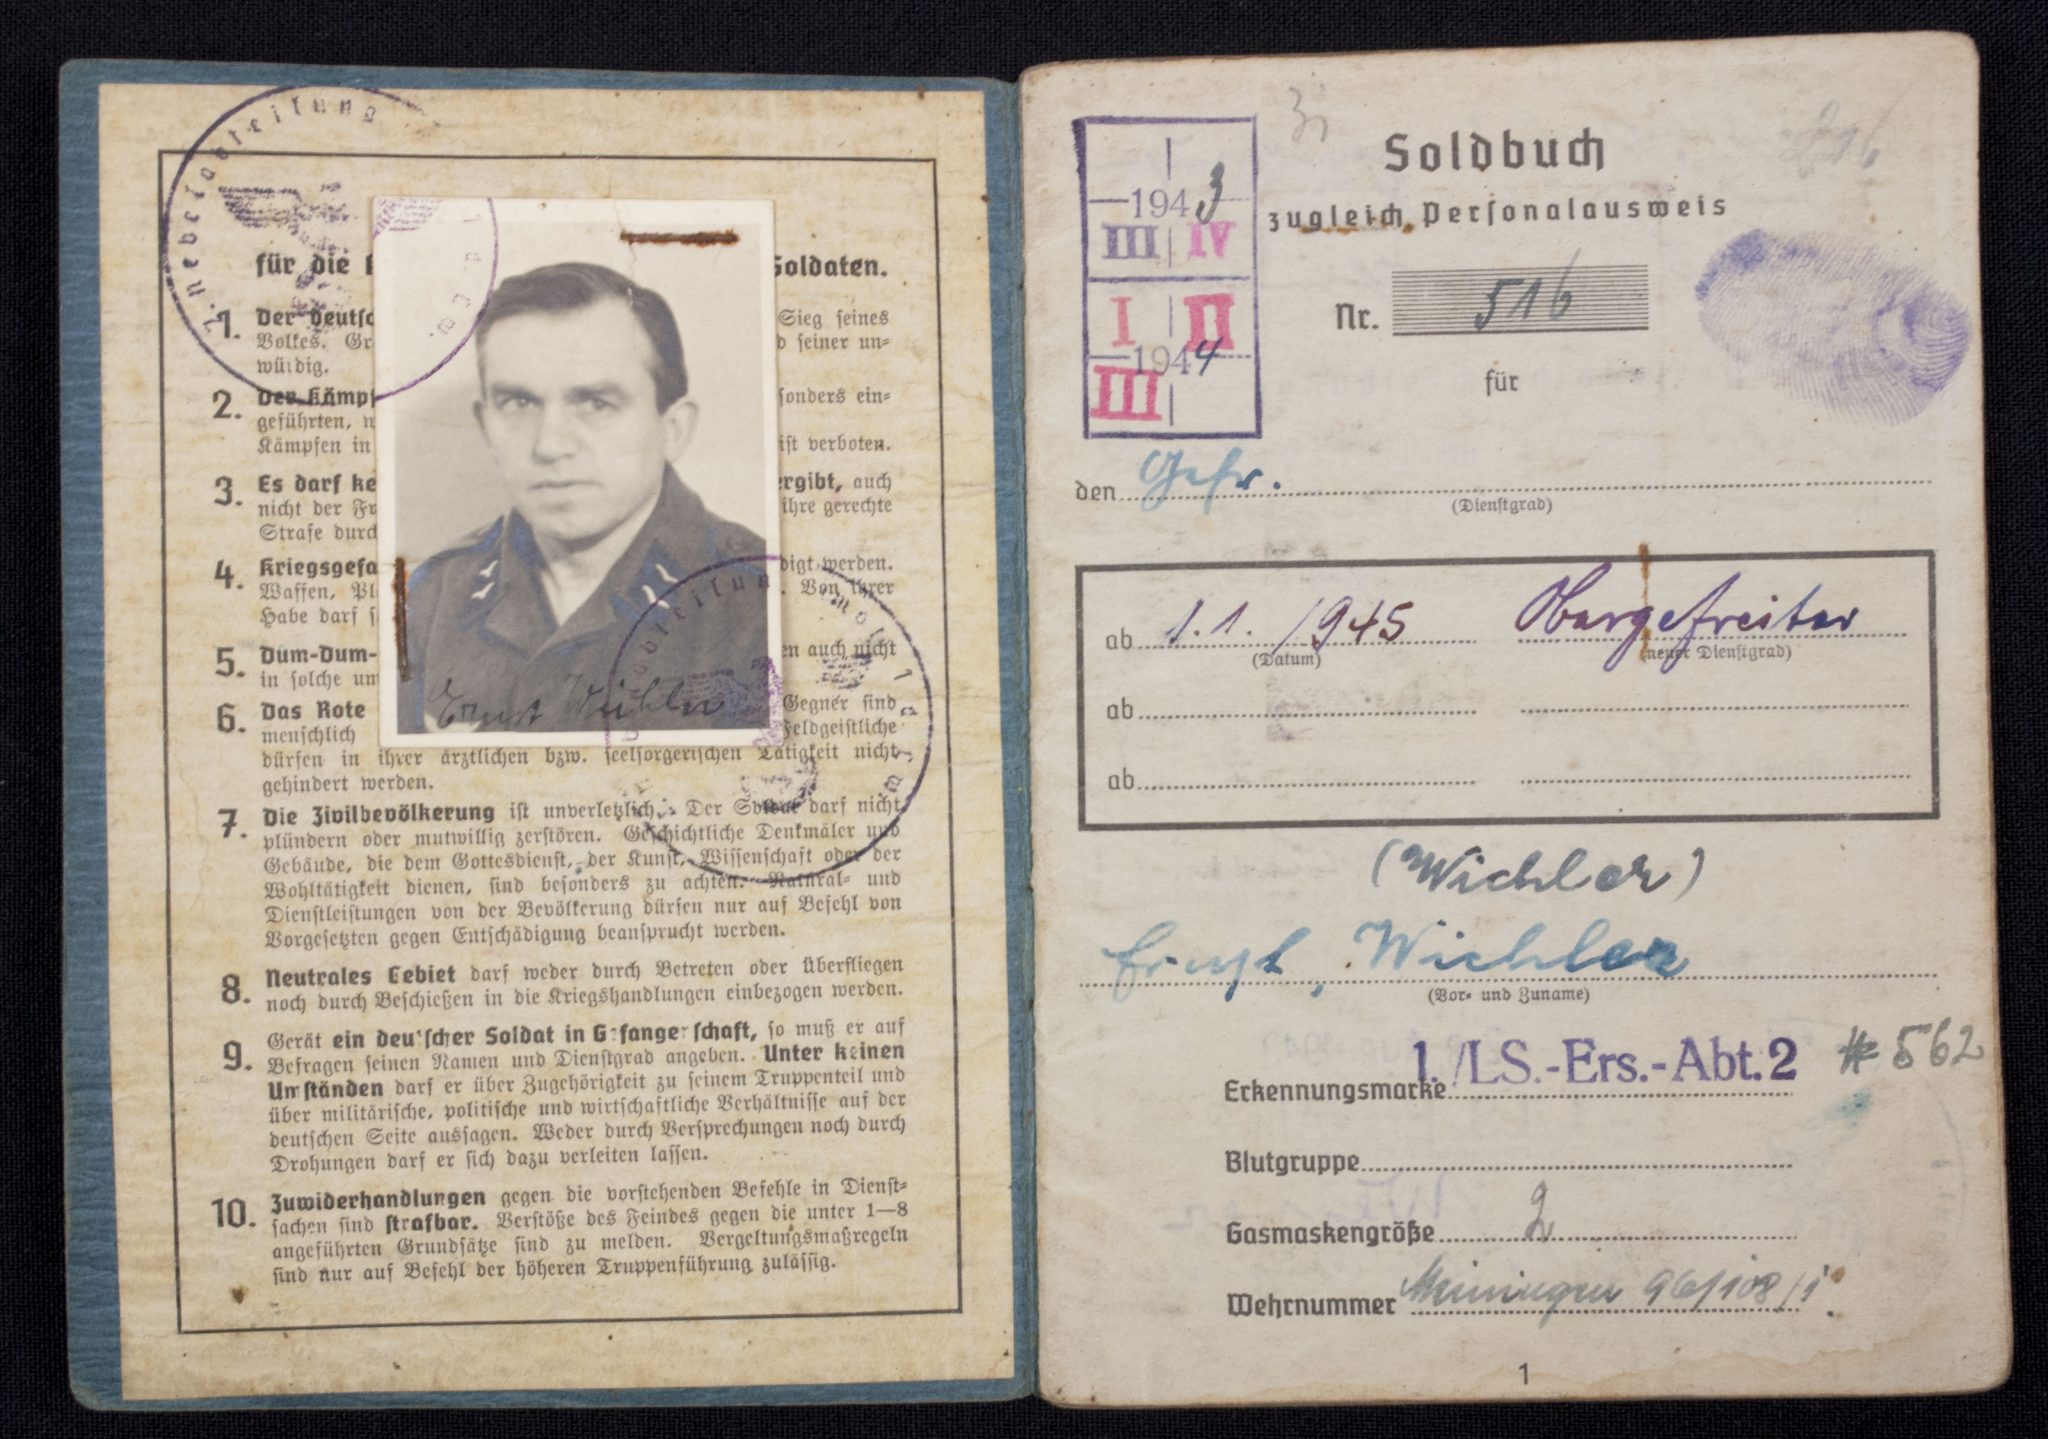 Nebelabteilung
für die
Soldaten.
1. Der deutsc Sieg seines
Volkes. Gr d seiner un-
würdig.
2. Der Kämpf sonders ein-
geführten,
Kämpfen in ist verboten.
3. Es darf ke ergibt, auch
nicht der Fr ihre gerechte
Strafe durch
4. Kriegsgefa digt werden.
Waffen, Pl Von ihrer
Habe darf
5. Dum-Dum- en auch nicht
in solche um
6. Das Rote Gegner sind
menschlich Feldgeistliche
dürfen in ihrer ärztlichen bzw. seelsorgerischen Tätigkeit nicht
gehindert werden.
7. Die Zivilbevölkerung ist unverletzlich. Der Soldat darf nicht
plündern oder mutwillig zerstören. Geschichtliche Denkmäler und
Gebäude, die dem Gottesdienst, der Kunst, Wissenschaft oder der
Wohltätigkeit dienen, sind besonders zu achten. Natural- und
Dienstleistungen von der Bevölkerung dürfen nur auf Befehl von
Vorgesetzten gegen Entschädigung beansprucht werden.
8. Neutrales Gebiet darf weder durch Betreten oder Überfliegen
noch durch Beschießen in die Kriegshandlungen einbezogen werden.
9. Gerät ein deutscher Soldat in Gefangenschaft, so muß er auf
Befragen seinen Namen und Dienstgrad angeben. Unter keinen
Umständen darf er über Zugehörigkeit zu seinem Truppenteil und
über militärische, politische und wirtschaftliche Verhältnisse auf der
deutschen Seite aussagen. Weder durch Versprechungen noch durch
Drohungen darf er sich dazu verleiten lassen.
10. Zuwiderhandlungen gegen die vorstehenden Befehle in Dienst-
sachen sind strafbar. Verstöße des Feindes gegen die unter 1—8
angeführten Grundsätze sind zu melden. Vergeltungsmaßregeln
sind nur auf Befehl der höheren Truppenführung zulässig.
Ernst Wichler
Soldbuch
zugleich Personalausweis
1943
III IV
I II
1944
III
Nr. 516
für
den Gefr.
(Dienstgrad)
ab 1.1.1945 Obergefreiter
(Datum) (neuer Dienstgrad)
ab
ab
(Wichler)
Ernst Wichler
(Vor- und Zuname)
1./LS.-Ers.-Abt. 2 # 562
Erkennungsmarke
Blutgruppe
Gasmaskengröße 2
Wehrnummer Meiningen 96/108/1
1